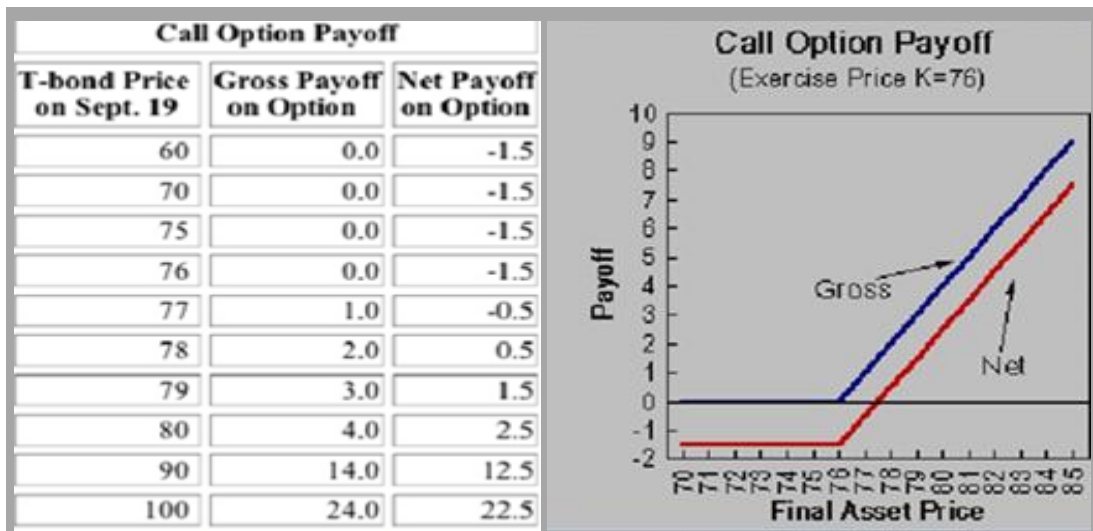 Call Option Payoff
T-bond Price on Sept. 19 Gross Payoff on Option Net Payoff on Option
60 0.0 -1.5
70 0.0 -1.5
75 0.0 -1.5
76 0.0 -1.5
77 1.0 -0.5
78 2.0 0.5
79 3.0 1.5
80 4.0 2.5
90 14.0 12.5
100 24.0 22.5
Call Option Payoff
(Exercise Price K=76)
Payoff
10
9
8
7
6
5
4
3
2
1
0
-1
-2
Gross
Net
70 71 72 73 74 75 76 77 78 79 80 81 82 83 84 85
Final Asset Price